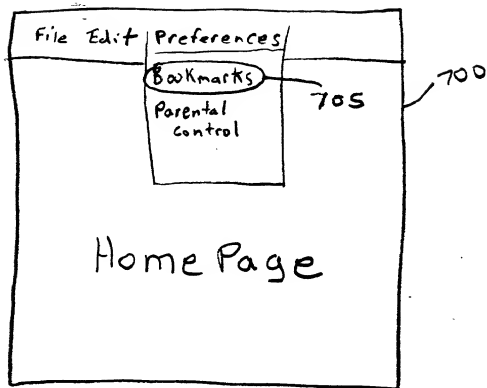 File Edit Preferences
Bookmarks
705
700
Parental
control
Home Page